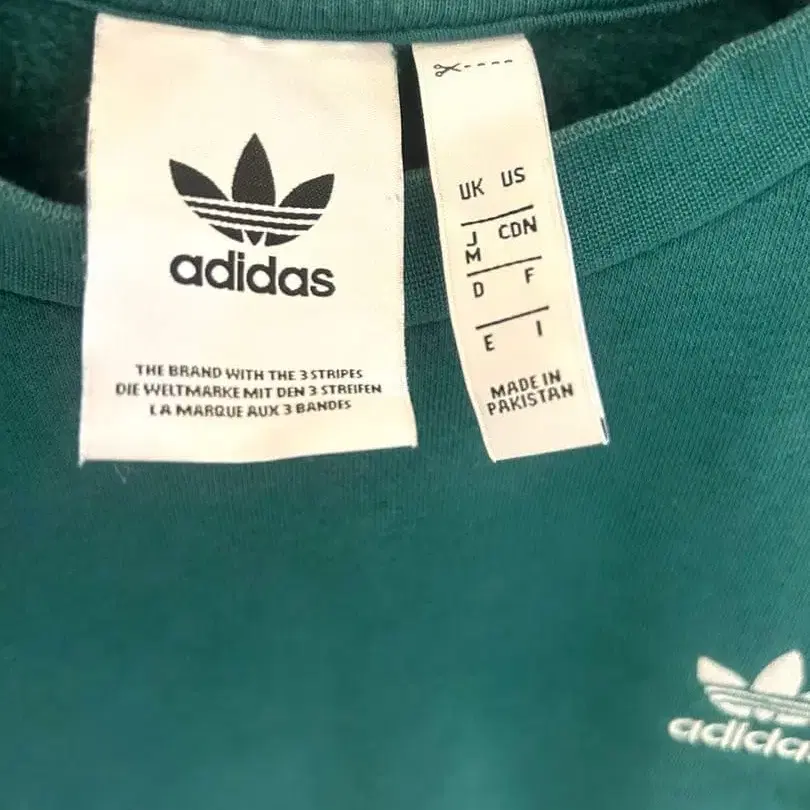 adidas
THE BRAND WITH THE 3 STRIPES
DIE WELTMARKE MIT DEN 3 STREIFEN
LA MARQUE AUX 3 BANDES
UK US
J CDN
M
D F
E I
MADE IN
PAKISTAN
adidas